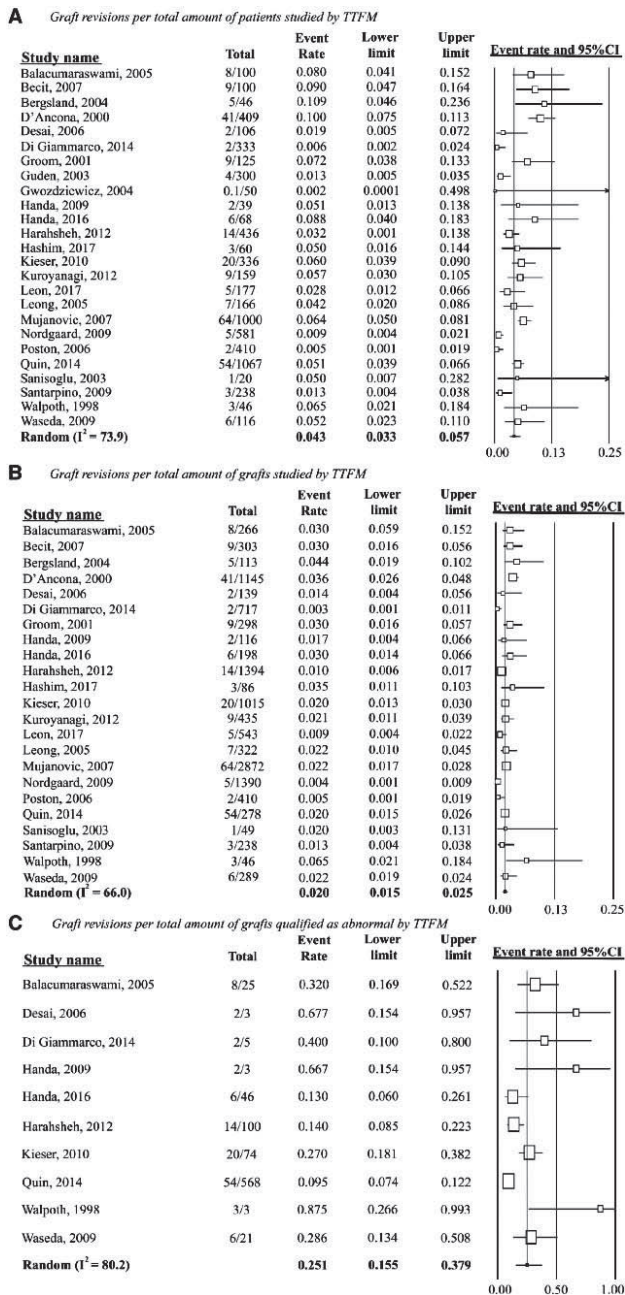 A Graft revisions per total amount of patients studied by TTFM
Study name Total Event Rate Lower limit Upper limit Event rate and 95%CI
Balacumaraswami, 2005 8/100 0.080 0.041 0.152
Becit, 2007 9/100 0.090 0.047 0.164
Bergsland, 2004 5/46 0.109 0.046 0.236
D'Ancona, 2000 41/409 0.100 0.075 0.113
Desai, 2006 2/106 0.019 0.005 0.072
Di Giammarco, 2014 2/333 0.006 0.002 0.024
Groom, 2001 9/125 0.072 0.038 0.133
Guden, 2003 4/300 0.013 0.005 0.035
Gwozdziewicz, 2004 0.1/50 0.002 0.0001 0.498
Handa, 2009 2/39 0.051 0.013 0.138
Handa, 2016 6/68 0.088 0.040 0.183
Harahsheh, 2012 14/436 0.032 0.001 0.138
Hashim, 2017 3/60 0.050 0.016 0.144
Kieser, 2010 20/336 0.060 0.039 0.090
Kuroyanagi, 2012 9/159 0.057 0.030 0.105
Leon, 2017 5/177 0.028 0.012 0.066
Leong, 2005 7/166 0.042 0.020 0.086
Mujanovic, 2007 64/1000 0.064 0.050 0.081
Nordgaard, 2009 5/581 0.009 0.004 0.021
Poston, 2006 2/410 0.005 0.001 0.019
Quin, 2014 54/1067 0.051 0.039 0.066
Sanisoglu, 2003 1/20 0.050 0.007 0.282
Santarpino, 2009 3/238 0.013 0.004 0.038
Walpoth, 1998 3/46 0.065 0.021 0.184
Waseda, 2009 6/116 0.052 0.023 0.110
Random (I² = 73.9) 0.043 0.033 0.057
0.00 0.13 0.25
B Graft revisions per total amount of grafts studied by TTFM
Study name Total Event Rate Lower limit Upper limit Event rate and 95%CI
Balacumaraswami, 2005 8/266 0.030 0.059 0.152
Becit, 2007 9/303 0.030 0.016 0.056
Bergsland, 2004 5/113 0.044 0.019 0.102
D'Ancona, 2000 41/1145 0.036 0.026 0.048
Desai, 2006 2/139 0.014 0.004 0.056
Di Giammarco, 2014 2/717 0.003 0.001 0.011
Groom, 2001 9/298 0.030 0.016 0.057
Handa, 2009 2/116 0.017 0.004 0.066
Handa, 2016 6/198 0.030 0.014 0.066
Harahsheh, 2012 14/1394 0.010 0.006 0.017
Hashim, 2017 3/86 0.035 0.011 0.103
Kieser, 2010 20/1015 0.020 0.013 0.030
Kuroyanagi, 2012 9/435 0.021 0.011 0.039
Leon, 2017 5/543 0.009 0.004 0.022
Leong, 2005 7/322 0.022 0.010 0.045
Mujanovic, 2007 64/2872 0.022 0.017 0.028
Nordgaard, 2009 5/1390 0.004 0.001 0.009
Poston, 2006 2/410 0.005 0.001 0.019
Quin, 2014 54/278 0.020 0.015 0.026
Sanisoglu, 2003 1/49 0.020 0.003 0.131
Santarpino, 2009 3/238 0.013 0.004 0.038
Walpoth, 1998 3/46 0.065 0.021 0.184
Waseda, 2009 6/289 0.022 0.019 0.024
Random (I² = 66.0) 0.020 0.015 0.025
0.00 0.13 0.25
C Graft revisions per total amount of grafts qualified as abnormal by TTFM
Study name Total Event Rate Lower limit Upper limit Event rate and 95%CI
Balacumaraswami, 2005 8/25 0.320 0.169 0.522
Desai, 2006 2/3 0.677 0.154 0.957
Di Giammarco, 2014 2/5 0.400 0.100 0.800
Handa, 2009 2/3 0.667 0.154 0.957
Handa, 2016 6/46 0.130 0.060 0.261
Harahsheh, 2012 14/100 0.140 0.085 0.223
Kieser, 2010 20/74 0.270 0.181 0.382
Quin, 2014 54/568 0.095 0.074 0.122
Walpoth, 1998 3/3 0.875 0.266 0.993
Waseda, 2009 6/21 0.286 0.134 0.508
Random (I² = 80.2) 0.251 0.155 0.379
0.00 0.50 1.00